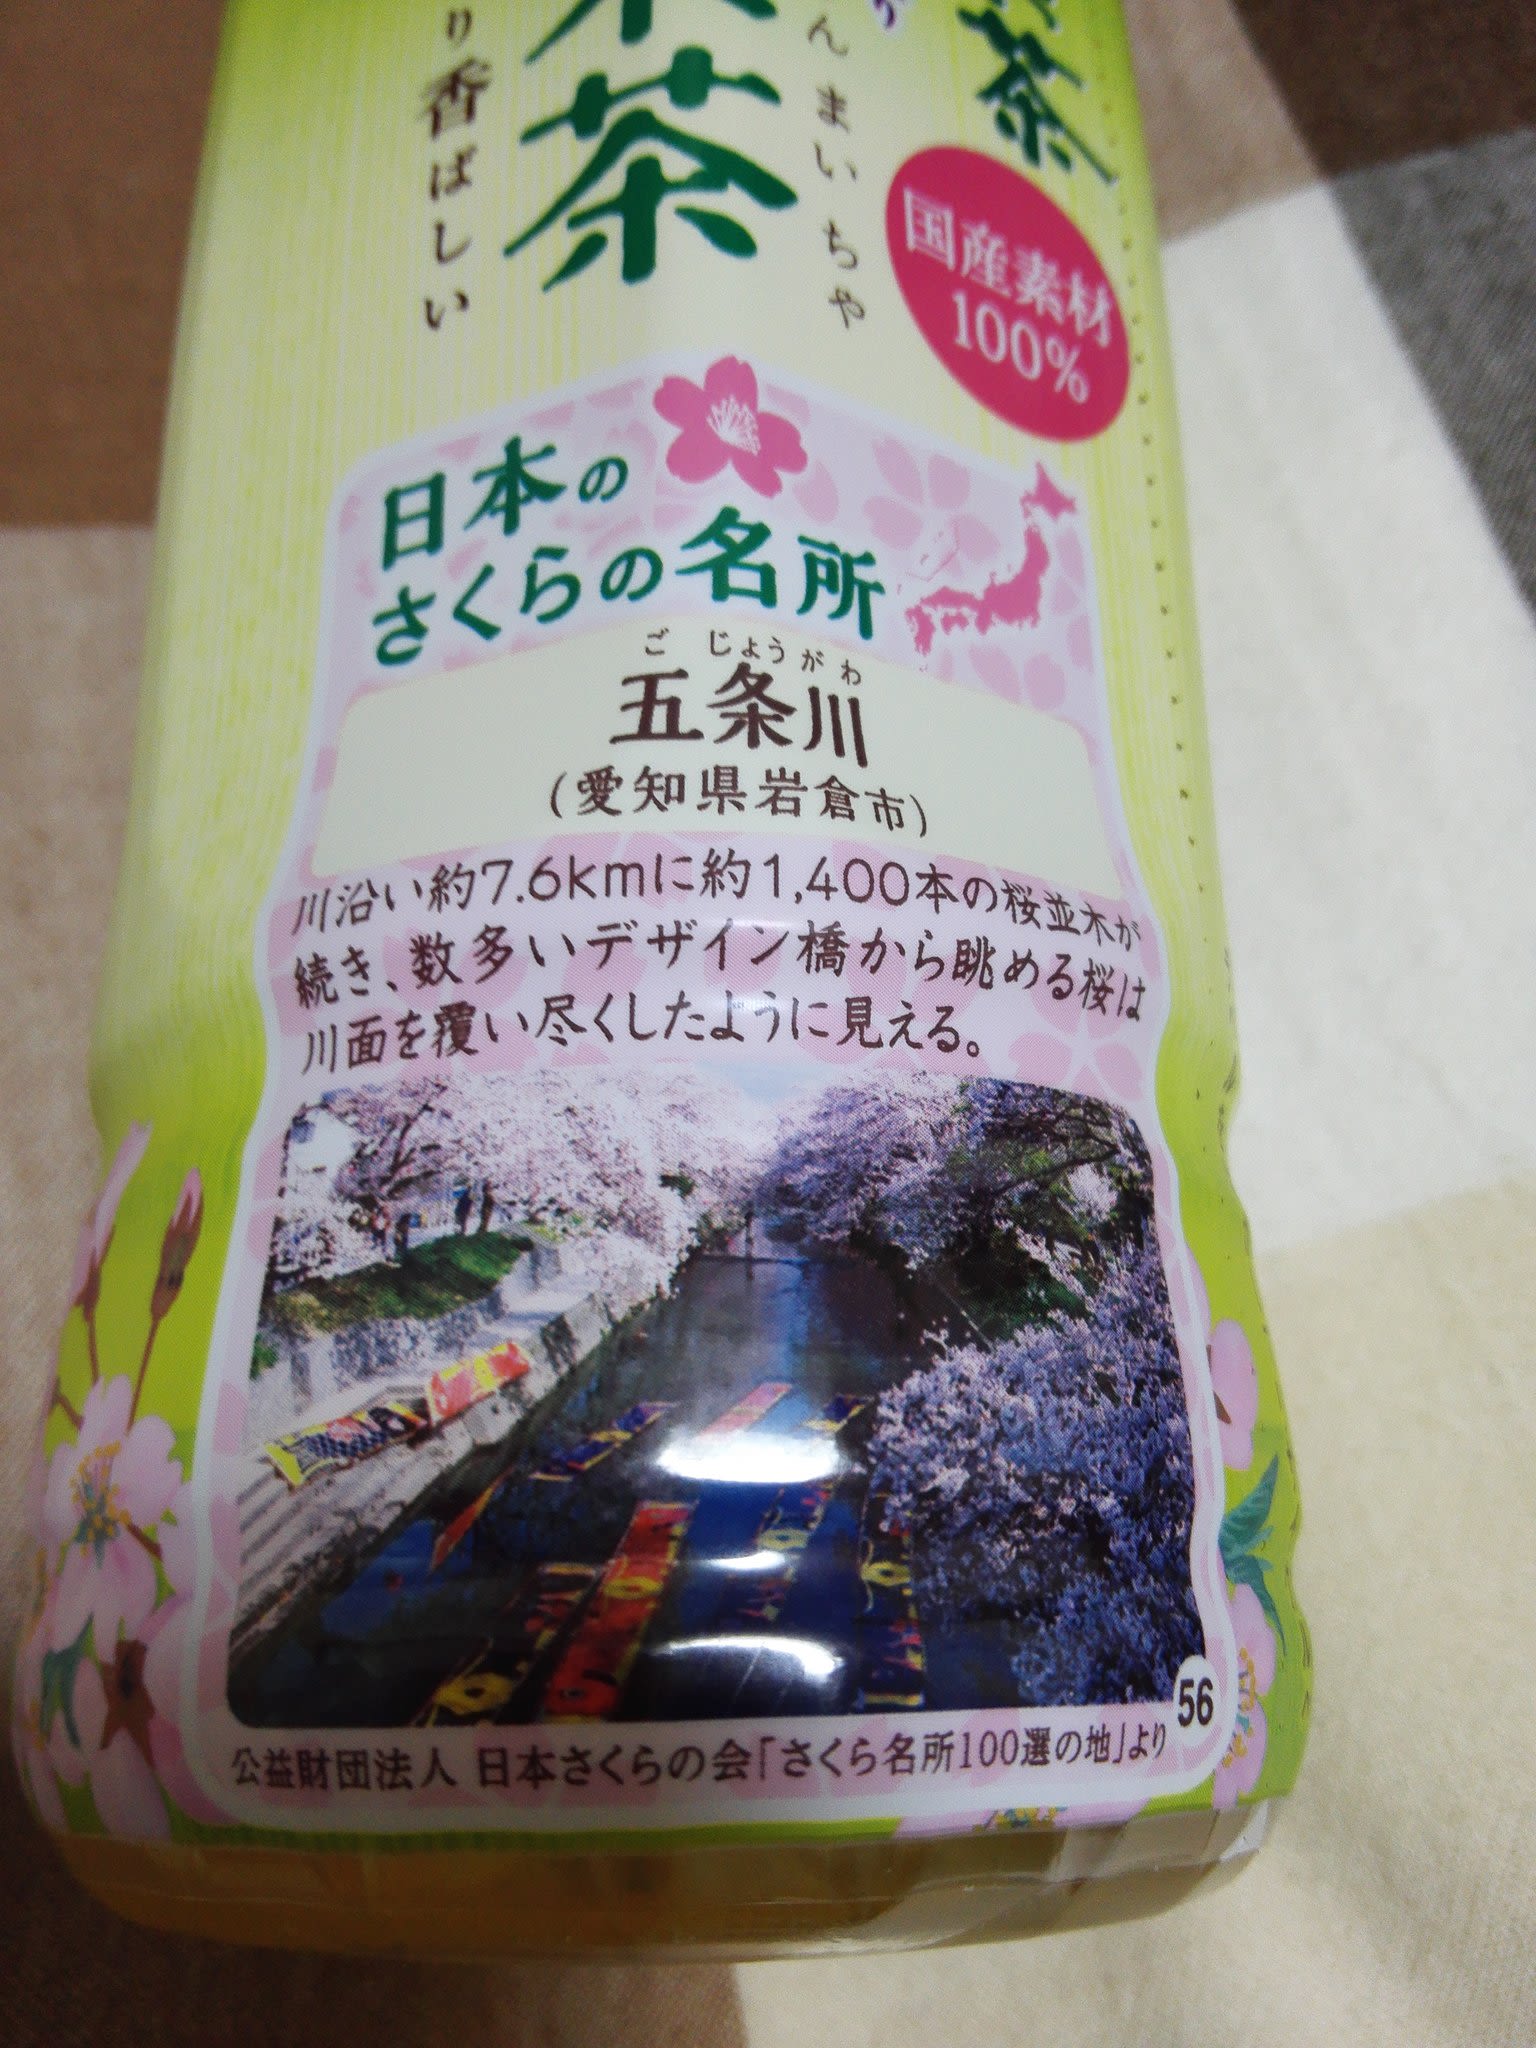 茶
んまいちゃ
り香ばしい
茶
国産素材
100%
日本の
さくらの名所
ごじょうがわ
五条川
(愛知県岩倉市)
川沿い約7.6kmに約1,400本の桜並木が
続き、数多いデザイン橋から眺める桜は
川面を覆い尽くしたように見える。
56
公益財団法人 日本さくらの会「さくら名所100選の地」より